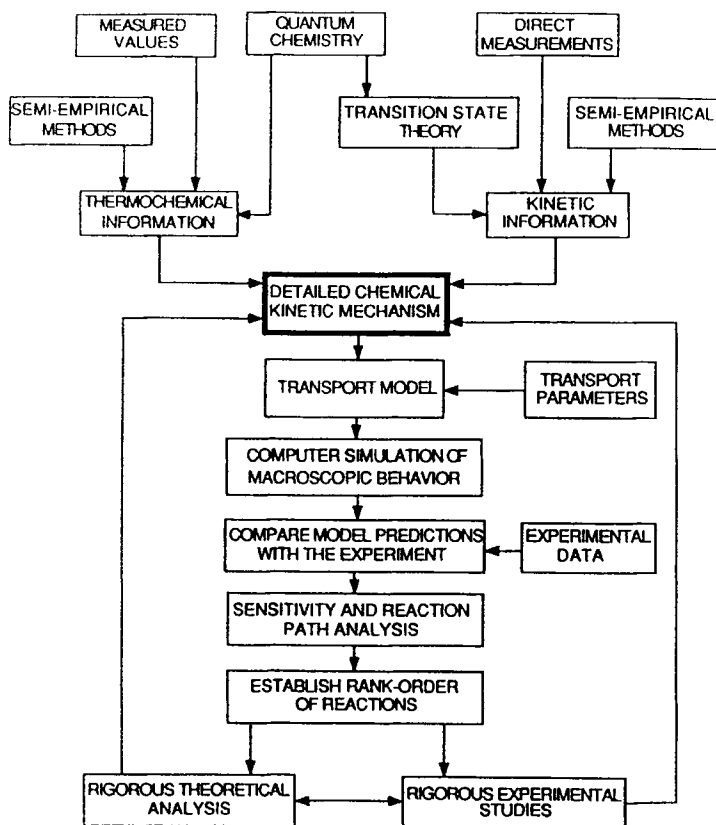 MEASURED
VALUES
QUANTUM
CHEMISTRY
DIRECT
MEASUREMENTS
SEMI-EMPIRICAL
METHODS
TRANSITION STATE
THEORY
SEMI-EMPIRICAL
METHODS
THERMOCHEMICAL
INFORMATION
KINETIC
INFORMATION
DETAILED CHEMICAL
KINETIC MECHANISM
TRANSPORT MODEL
TRANSPORT
PARAMETERS
COMPUTER SIMULATION OF
MACROSCOPIC BEHAVIOR
COMPARE MODEL PREDICTIONS
WITH THE EXPERIMENT
EXPERIMENTAL
DATA
SENSITIVITY AND REACTION
PATH ANALYSIS
ESTABLISH RANK-ORDER
OF REACTIONS
RIGOROUS THEORETICAL
ANALYSIS
RIGOROUS EXPERIMENTAL
STUDIES